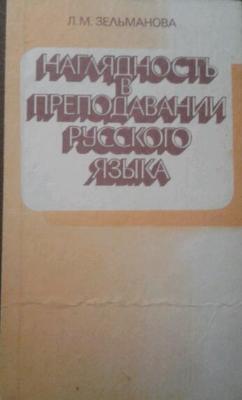 Л. М. ЗЕЛЬМАНОВА
НАГЛЯДНОСТЬ
В
ПРЕПОДАВАНИИ
РУССКОГО
ЯЗЫКА